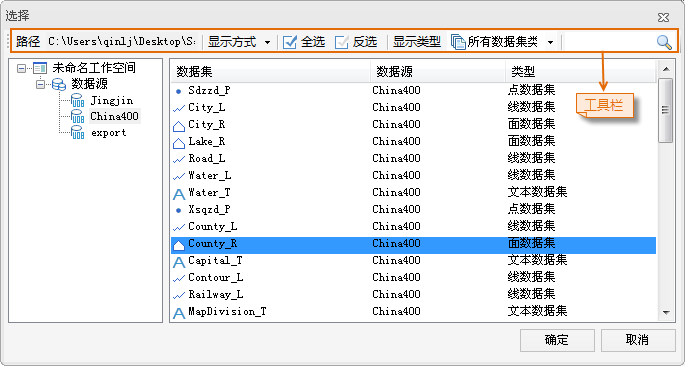 选择
路径 C:\Users\qinlj\Desktop\S 显示方式 全选 反选 显示类型 所有数据集类
未命名工作空间
数据源
Jingjin
China400
export
数据集 数据源 类型
Sdzzd_P China400 点数据集
City_L China400 线数据集
City_R China400 面数据集
Lake_R China400 面数据集
Road_L China400 线数据集
Water_L China400 线数据集
Water_T China400 文本数据集
Xsqzd_P China400 点数据集
County_L China400 线数据集
County_R China400 面数据集
Capital_T China400 文本数据集
Contour_L China400 线数据集
Railway_L China400 线数据集
MapDivision_T China400 文本数据集
工具栏
确定 取消